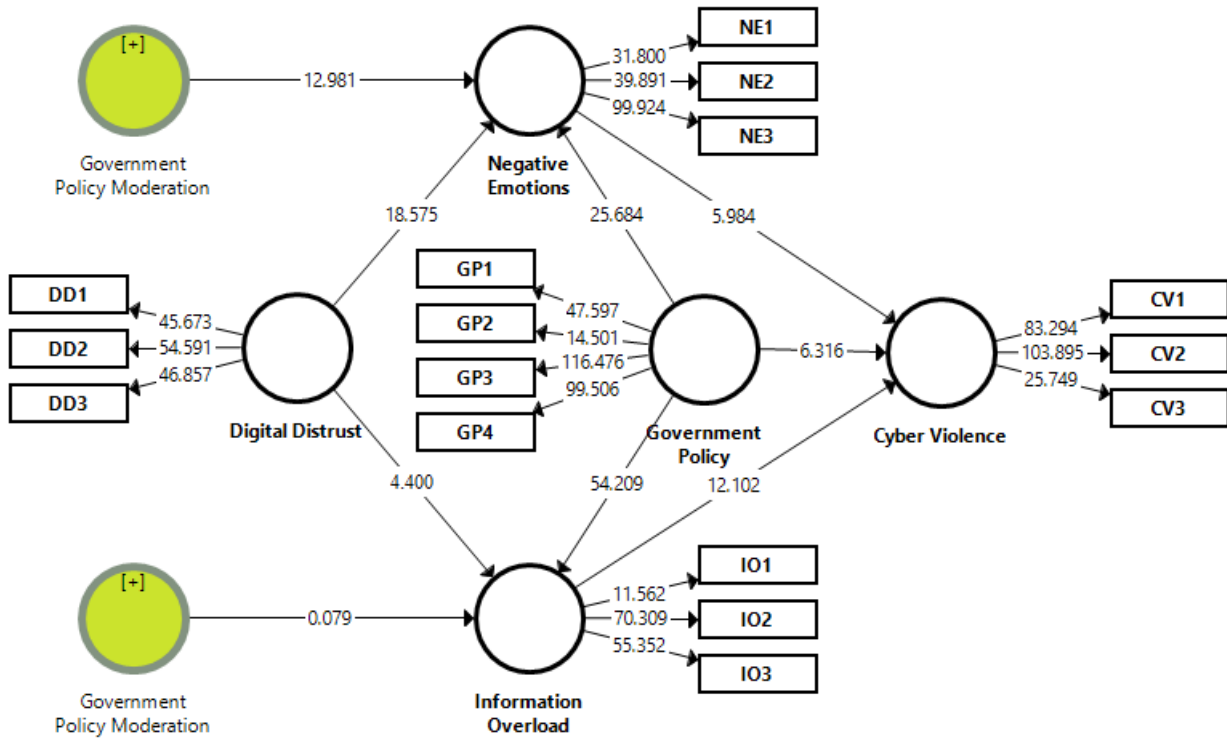 [+]
Government
Policy Moderation
12.981
Negative
Emotions
31.800
39.891
99.924
NE1
NE2
NE3
18.575
25.684
5.984
DD1
DD2
DD3
45.673
54.591
46.857
Digital Distrust
GP1
GP2
GP3
GP4
47.597
14.501
116.476
99.506
Government
Policy
6.316
Cyber Violence
83.294
103.895
25.749
CV1
CV2
CV3
4.400
54.209
12.102
[+]
Government
Policy Moderation
0.079
Information
Overload
11.562
70.309
55.352
IO1
IO2
IO3